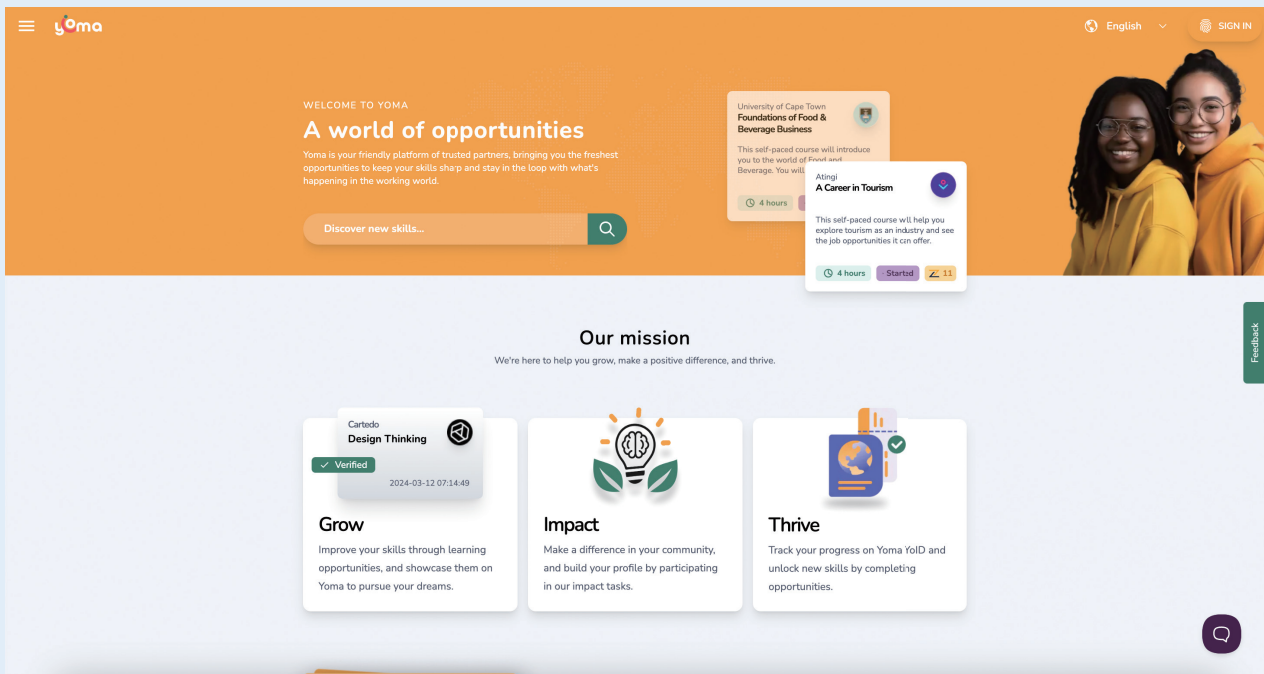 yoma
English
SIGN IN
WELCOME TO YOMA
A world of opportunities
Yoma is your friendly platform of trusted partners, bringing you the freshest
opportunities to keep your skills sharp and stay in the loop with what's
happening in the working world.
Discover new skills...
University of Cape Town
Foundations of Food &
Beverage Business
This self-paced course will introduce
you to the world of Food and
Beverage. You will
4 hours
Atingi
A Career in Tourism
This self-paced course will help you
explore tourism as an industry and see
the job opportunities it can offer.
4 hours
Started
11
Feedback
Our mission
We're here to help you grow, make a positive difference, and thrive.
Cartedo
Design Thinking
Verified
2024-03-12 07:14:49
Grow
Improve your skills through learning
opportunities, and showcase them on
Yoma to pursue your dreams.
Impact
Make a difference in your community,
and build your profile by participating
in our impact tasks.
Thrive
Track your progress on Yoma YoID and
unlock new skills by completing
opportunities.